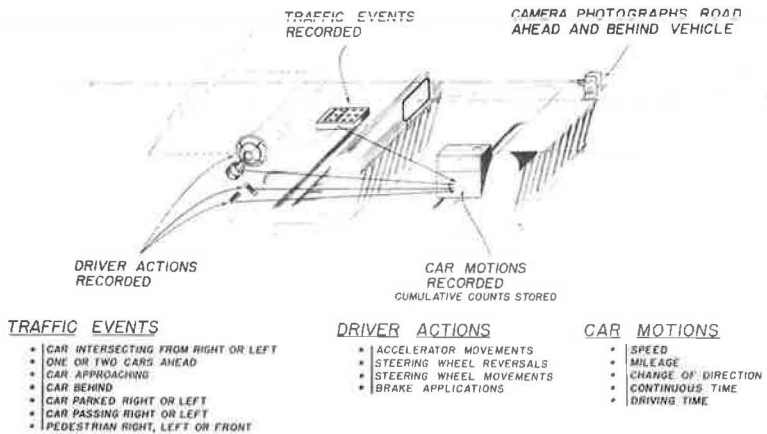 TRAFFIC EVENTS
RECORDED
CAMERA PHOTOGRAPHS ROAD
AHEAD AND BEHIND VEHICLE
DRIVER ACTIONS
RECORDED
CAR MOTIONS
RECORDED
CUMULATIVE COUNTS STORED
TRAFFIC EVENTS
• CAR INTERSECTING FROM RIGHT OR LEFT
• ONE OR TWO CARS AHEAD
• CAR APPROACHING
• CAR BEHIND
• CAR PARKED RIGHT OR LEFT
• CAR PASSING RIGHT OR LEFT
• PEDESTRIAN RIGHT, LEFT OR FRONT
DRIVER ACTIONS
• ACCELERATOR MOVEMENTS
• STEERING WHEEL REVERSALS
• STEERING WHEEL MOVEMENTS
• BRAKE APPLICATIONS
CAR MOTIONS
• SPEED
• MILEAGE
• CHANGE OF DIRECTION
• CONTINUOUS TIME
• DRIVING TIME